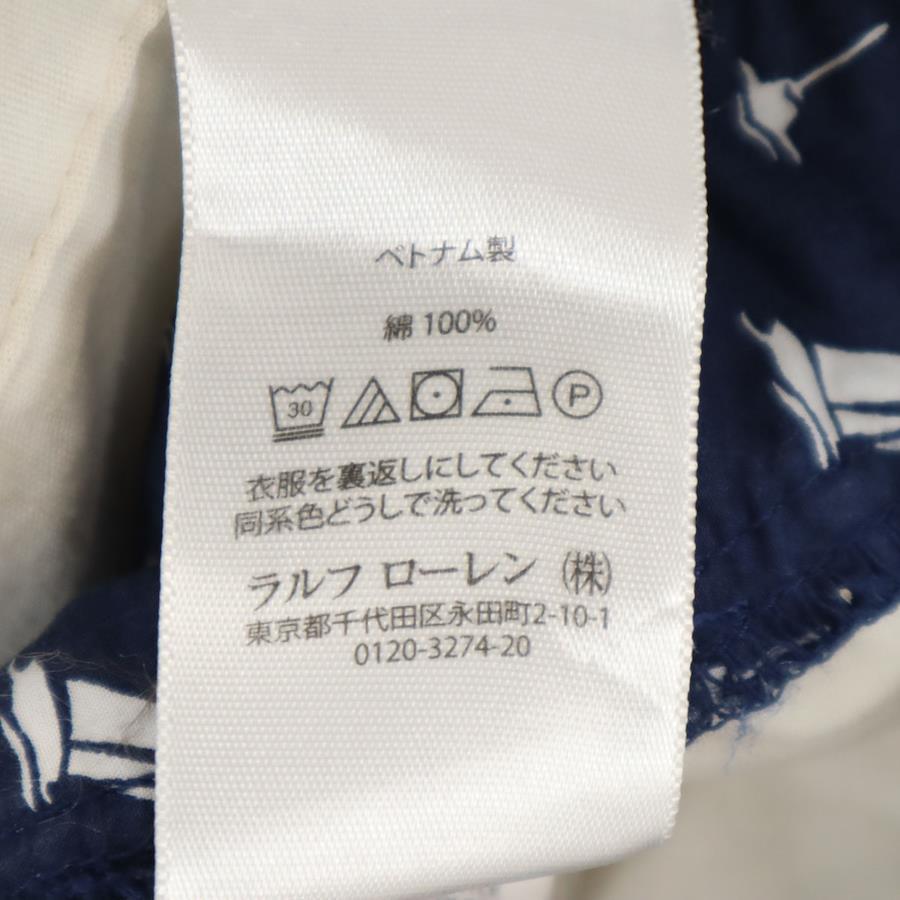 ベトナム製
綿 100%
30 P
衣服を裏返しにしてください
同系色どうしで洗ってください
ラルフ ローレン (株)
東京都千代田区永田町2-10-1
0120-3274-20